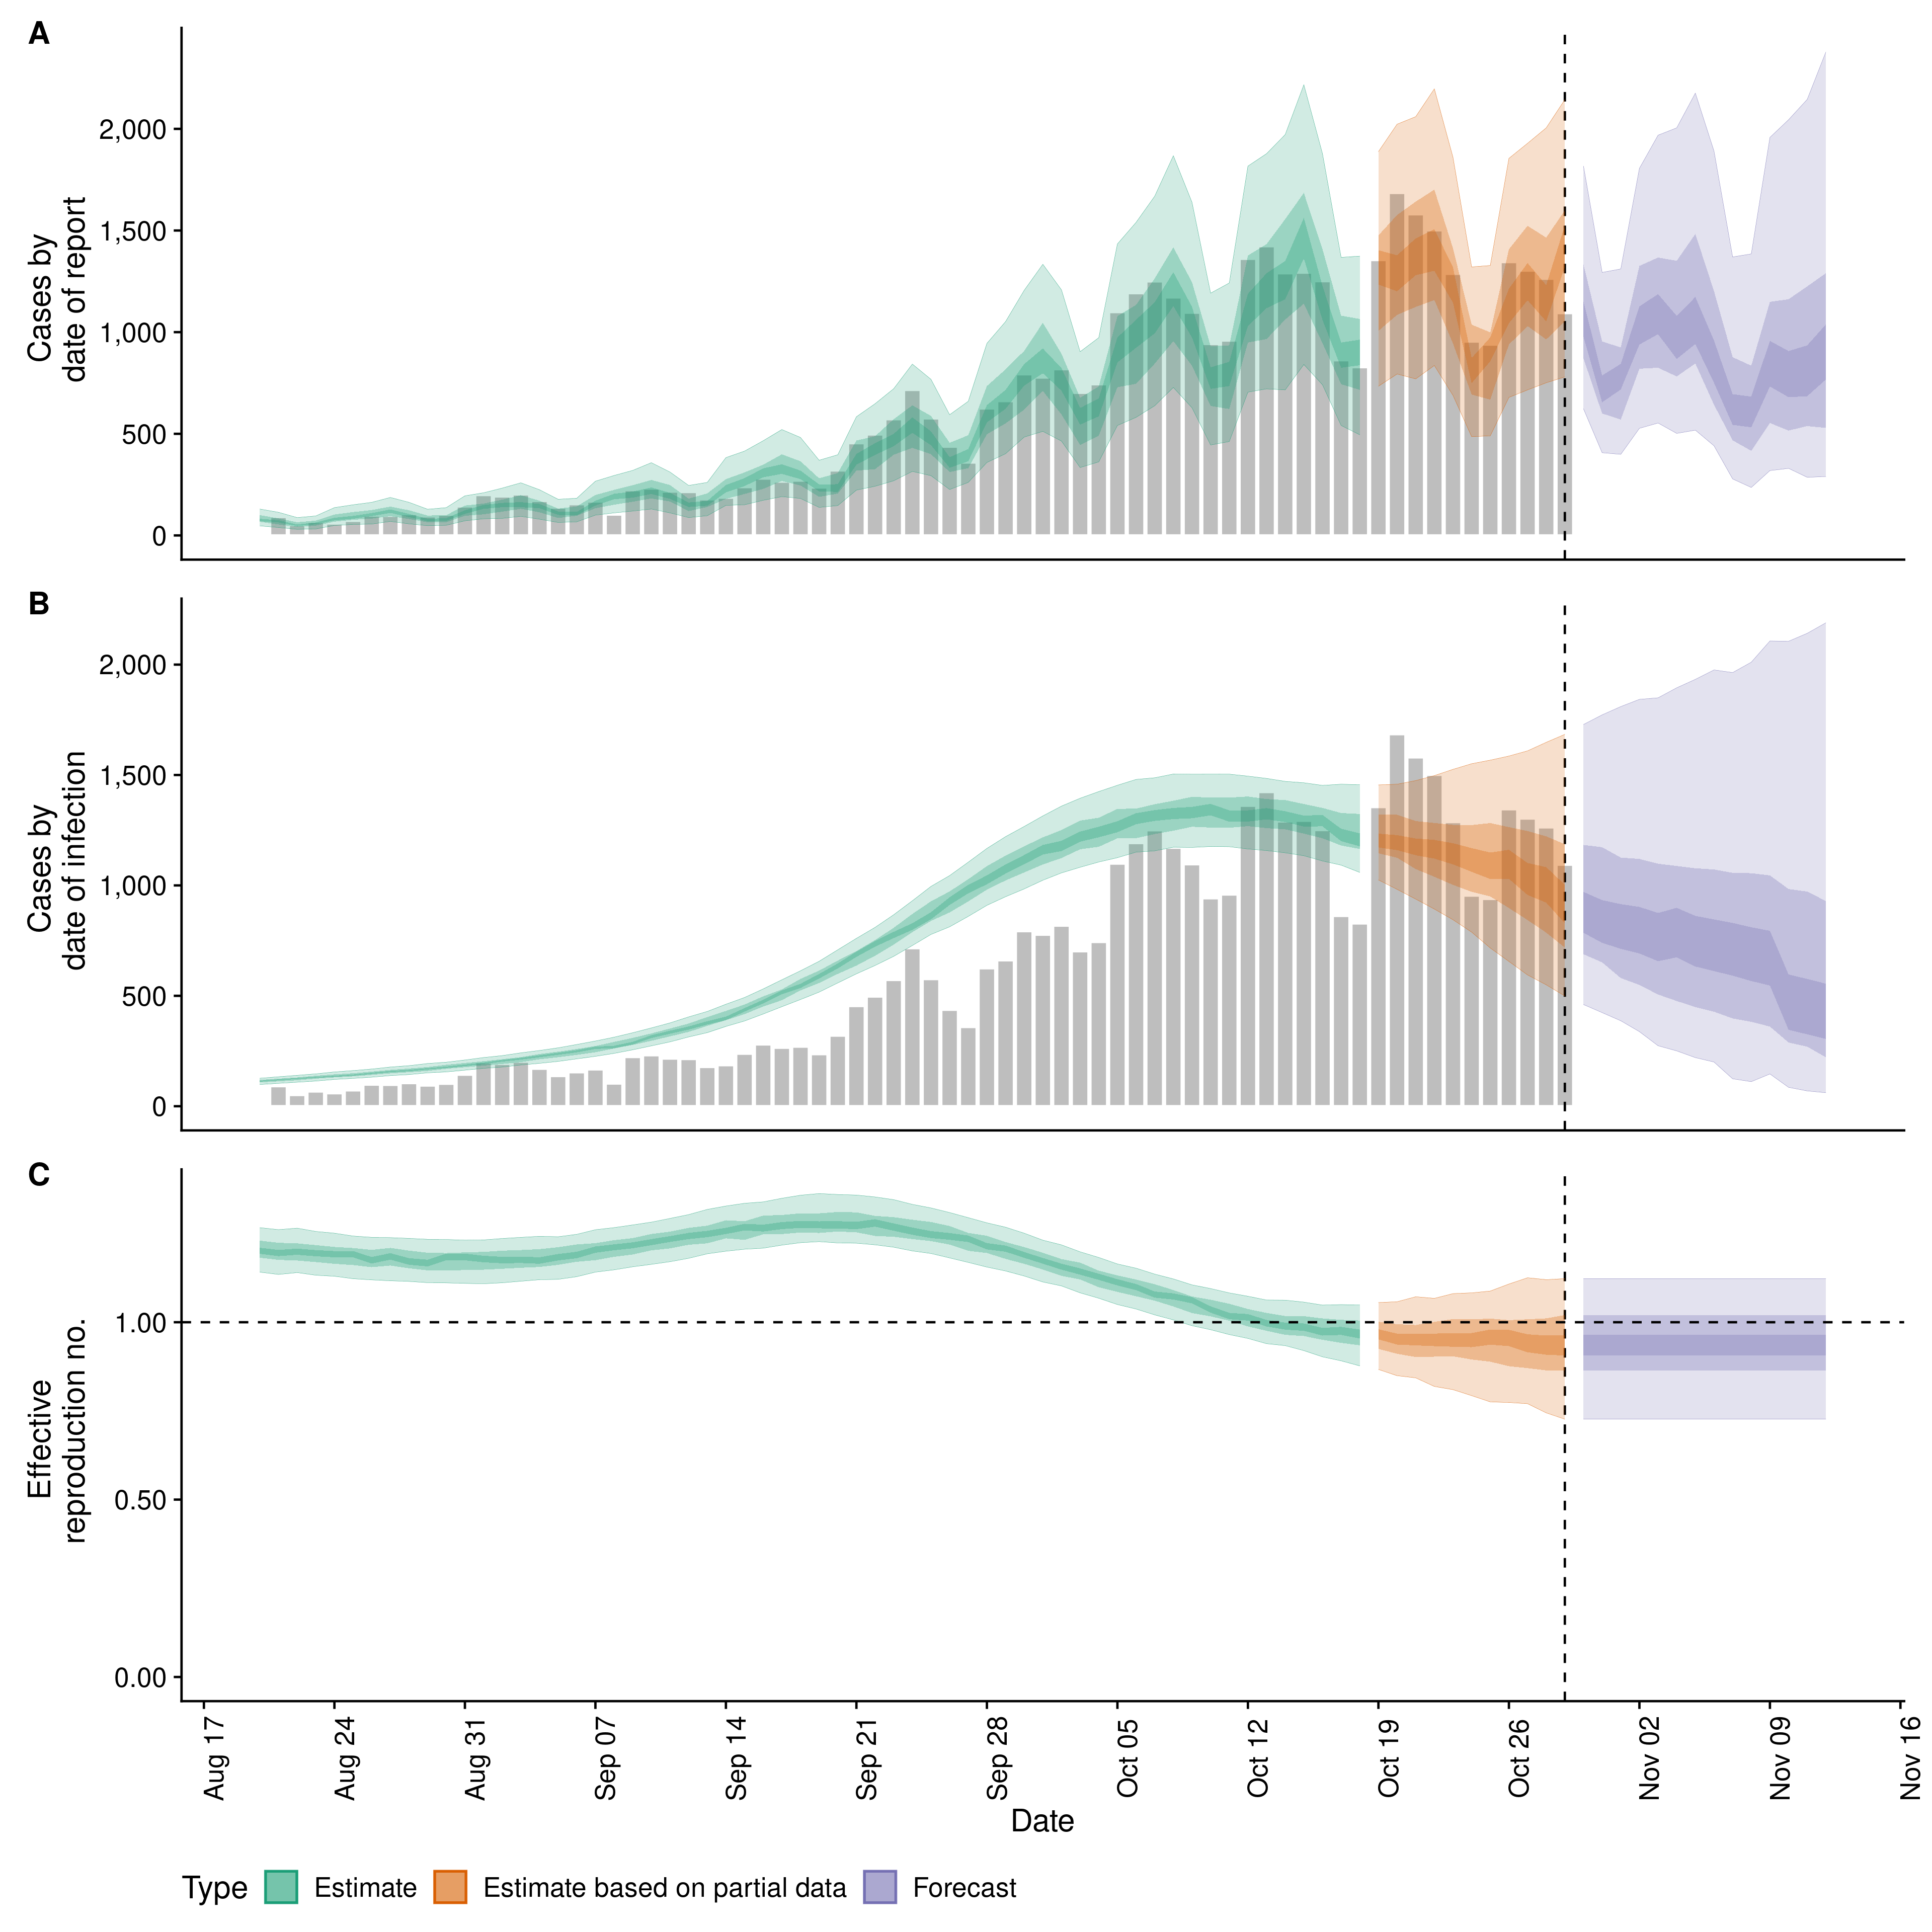 A
Cases by
date of report
2,000
1,500
1,000
500
0
B
Cases by
date of infection
2,000
1,500
1,000
500
0
C
Effective
reproduction no.
1.00
0.50
0.00
Aug 17
Aug 24
Aug 31
Sep 07
Sep 14
Sep 21
Sep 28
Oct 05
Oct 12
Oct 19
Oct 26
Nov 02
Nov 09
Nov 16
Date
Type Estimate Estimate based on partial data Forecast